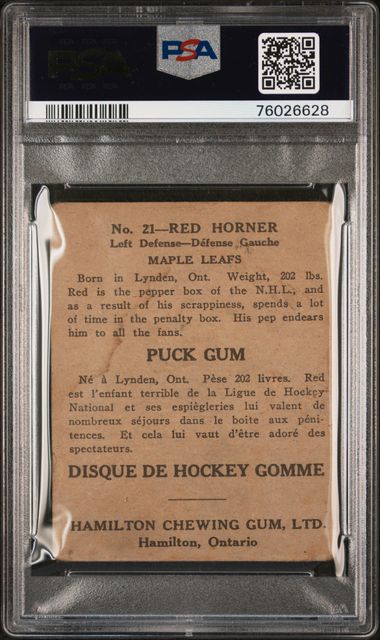 PSA
PSA
76026628
No. 21—RED HORNER
Left Defense—Défense Gauche
MAPLE LEAFS
Born in Lynden, Ont. Weight, 202 lbs.
Red is the pepper box of the N.H.L., and
as a result of his scrappiness, spends a lot
of time in the penalty box. His pep endears
him to all the fans.
PUCK GUM
Né à Lynden, Ont. Pèse 202 livres. Red
est l'enfant terrible de la Ligue de Hockey
National et ses espiègleries lui valent de
nombreux séjours dans le boite aux péni-
tences. Et cela lui vaut d'être adoré des
spectateurs.
DISQUE DE HOCKEY GOMME
HAMILTON CHEWING GUM, LTD.
Hamilton, Ontario